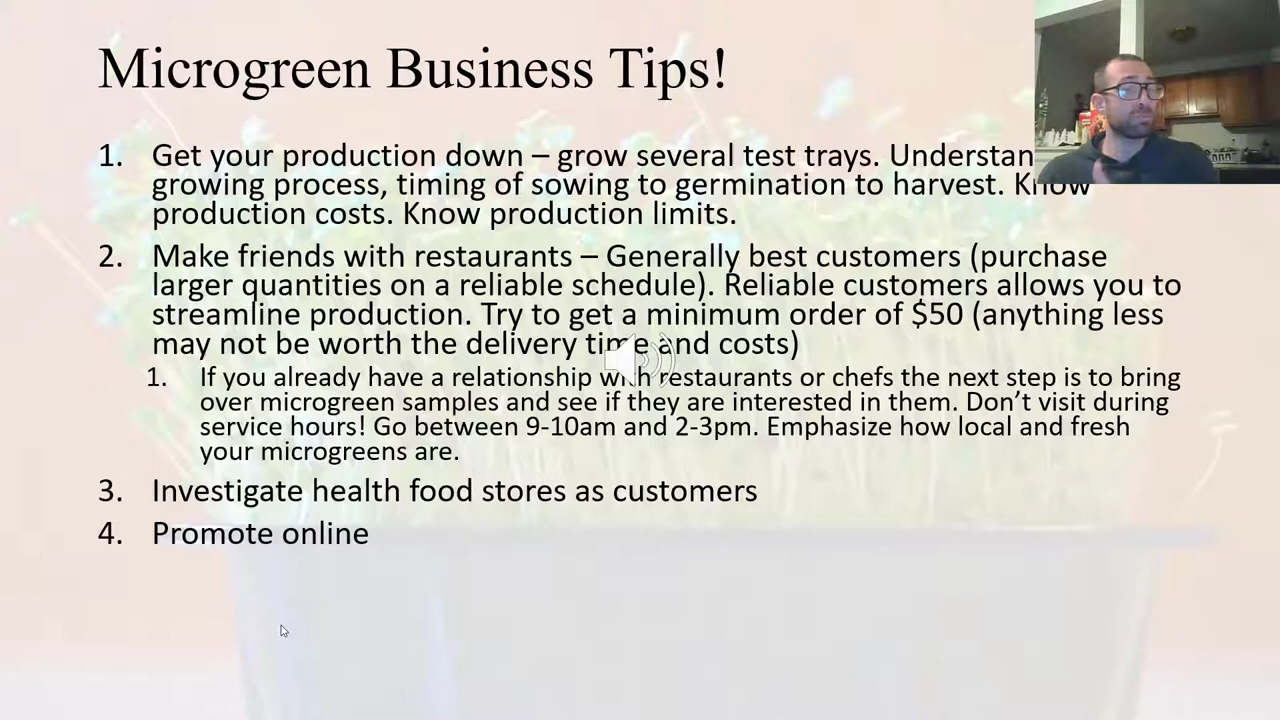 Microgreen Business Tips!
1. Get your production down – grow several test trays. Understan
growing process, timing of sowing to germination to harvest. Know
production costs. Know production limits.
2. Make friends with restaurants – Generally best customers (purchase
larger quantities on a reliable schedule). Reliable customers allows you to
streamline production. Try to get a minimum order of $50 (anything less
may not be worth the delivery time and costs)
1. If you already have a relationship with restaurants or chefs the next step is to bring
over microgreen samples and see if they are interested in them. Don’t visit during
service hours! Go between 9-10am and 2-3pm. Emphasize how local and fresh
your microgreens are.
3. Investigate health food stores as customers
4. Promote online